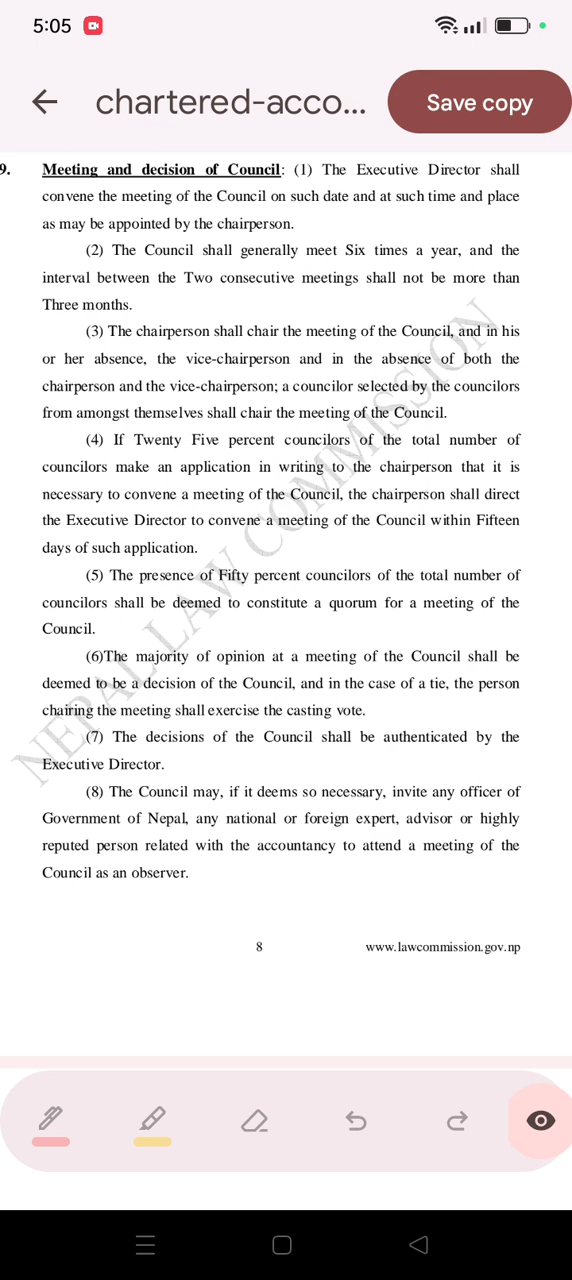 5:05
chartered-acco...
Save copy
9. Meeting and decision of Council: (1) The Executive Director shall
convene the meeting of the Council on such date and at such time and place
as may be appointed by the chairperson.
(2) The Council shall generally meet Six times a year, and the
interval between the Two consecutive meetings shall not be more than
Three months.
(3) The chairperson shall chair the meeting of the Council, and in his
or her absence, the vice-chairperson and in the absence of both the
chairperson and the vice-chairperson; a councilor selected by the councilors
from amongst themselves shall chair the meeting of the Council.
(4) If Twenty Five percent councilors of the total number of
councilors make an application in writing to the chairperson that it is
necessary to convene a meeting of the Council, the chairperson shall direct
the Executive Director to convene a meeting of the Council within Fifteen
days of such application.
(5) The presence of Fifty percent councilors of the total number of
councilors shall be deemed to constitute a quorum for a meeting of the
Council.
(6)The majority of opinion at a meeting of the Council shall be
deemed to be a decision of the Council, and in the case of a tie, the person
chairing the meeting shall exercise the casting vote.
(7) The decisions of the Council shall be authenticated by the
Executive Director.
(8) The Council may, if it deems so necessary, invite any officer of
Government of Nepal, any national or foreign expert, advisor or highly
reputed person related with the accountancy to attend a meeting of the
Council as an observer.
NEPAL LAW COMMISSION
8 www.lawcommission.gov.np